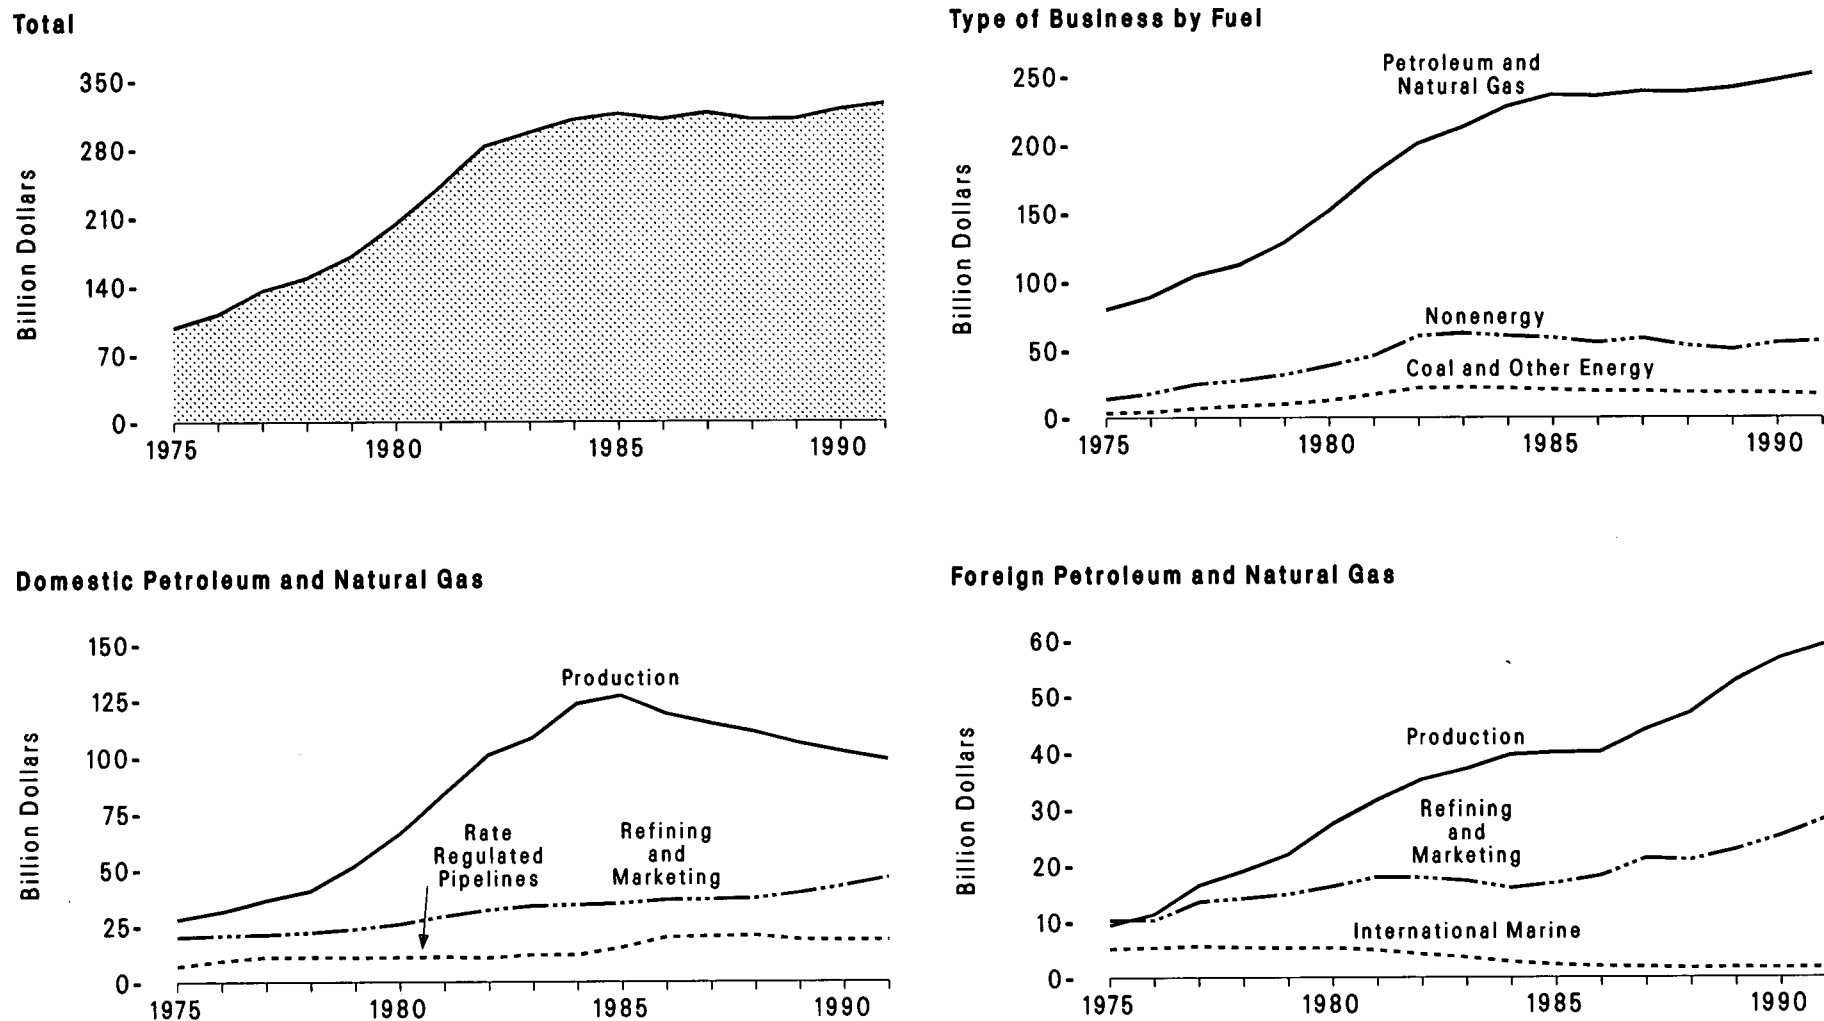 Total
350-
280-
210-
140-
70-
0-
Billion Dollars
1975 1980 1985 1990
Type of Business by Fuel
250-
200-
150-
100-
50-
0-
Billion Dollars
Petroleum and
Natural Gas
Nonenergy
Coal and Other Energy
1975 1980 1985 1990
Domestic Petroleum and Natural Gas
150-
125-
100-
75-
50-
25-
0-
Billion Dollars
Production
Rate
Regulated
Pipelines
Refining
and
Marketing
1975 1980 1985 1990
Foreign Petroleum and Natural Gas
60-
50-
40-
30-
20-
10-
0-
Billion Dollars
Production
Refining
and
Marketing
International Marine
1975 1980 1985 1990